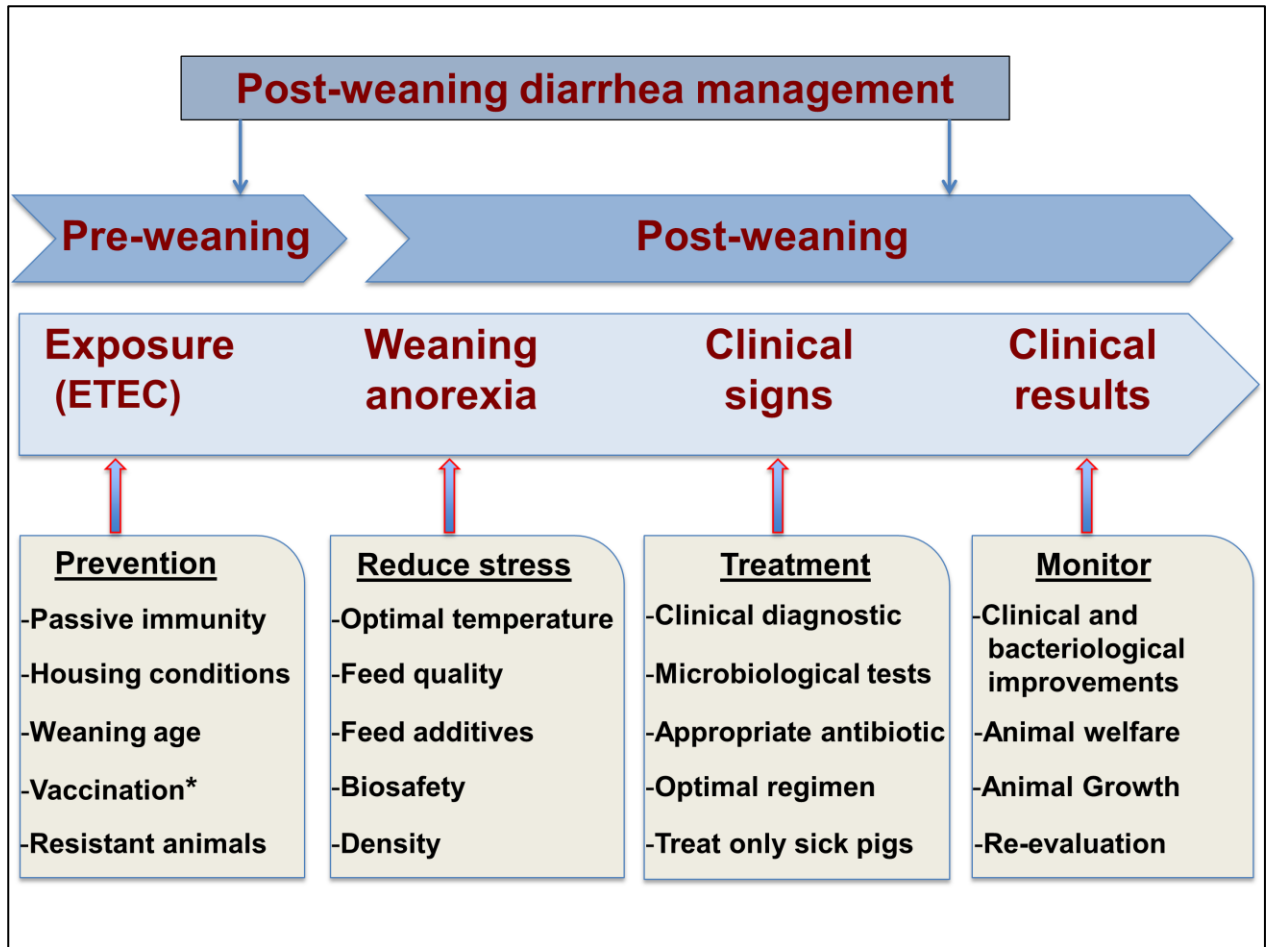 Post-weaning diarrhea management
Pre-weaning
Post-weaning
Exposure
(ETEC)
Weaning
anorexia
Clinical
signs
Clinical
results
Prevention
-Passive immunity
-Housing conditions
-Weaning age
-Vaccination*
-Resistant animals
Reduce stress
-Optimal temperature
-Feed quality
-Feed additives
-Biosafety
-Density
Treatment
-Clinical diagnostic
-Microbiological tests
-Appropriate antibiotic
-Optimal regimen
-Treat only sick pigs
Monitor
-Clinical and
bacteriological
improvements
-Animal welfare
-Animal Growth
-Re-evaluation